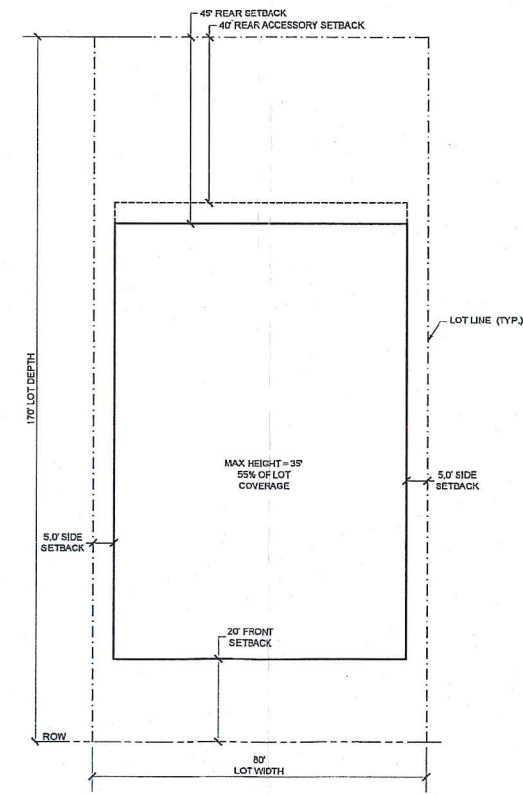 45' REAR SETBACK
40' REAR ACCESSORY SETBACK
LOT LINE (TYP.)
170' LOT DEPTH
MAX HEIGHT = 35'
55% OF LOT
COVERAGE
5.0' SIDE
SETBACK
5.0' SIDE
SETBACK
20' FRONT
SETBACK
ROW
80'
LOT WIDTH